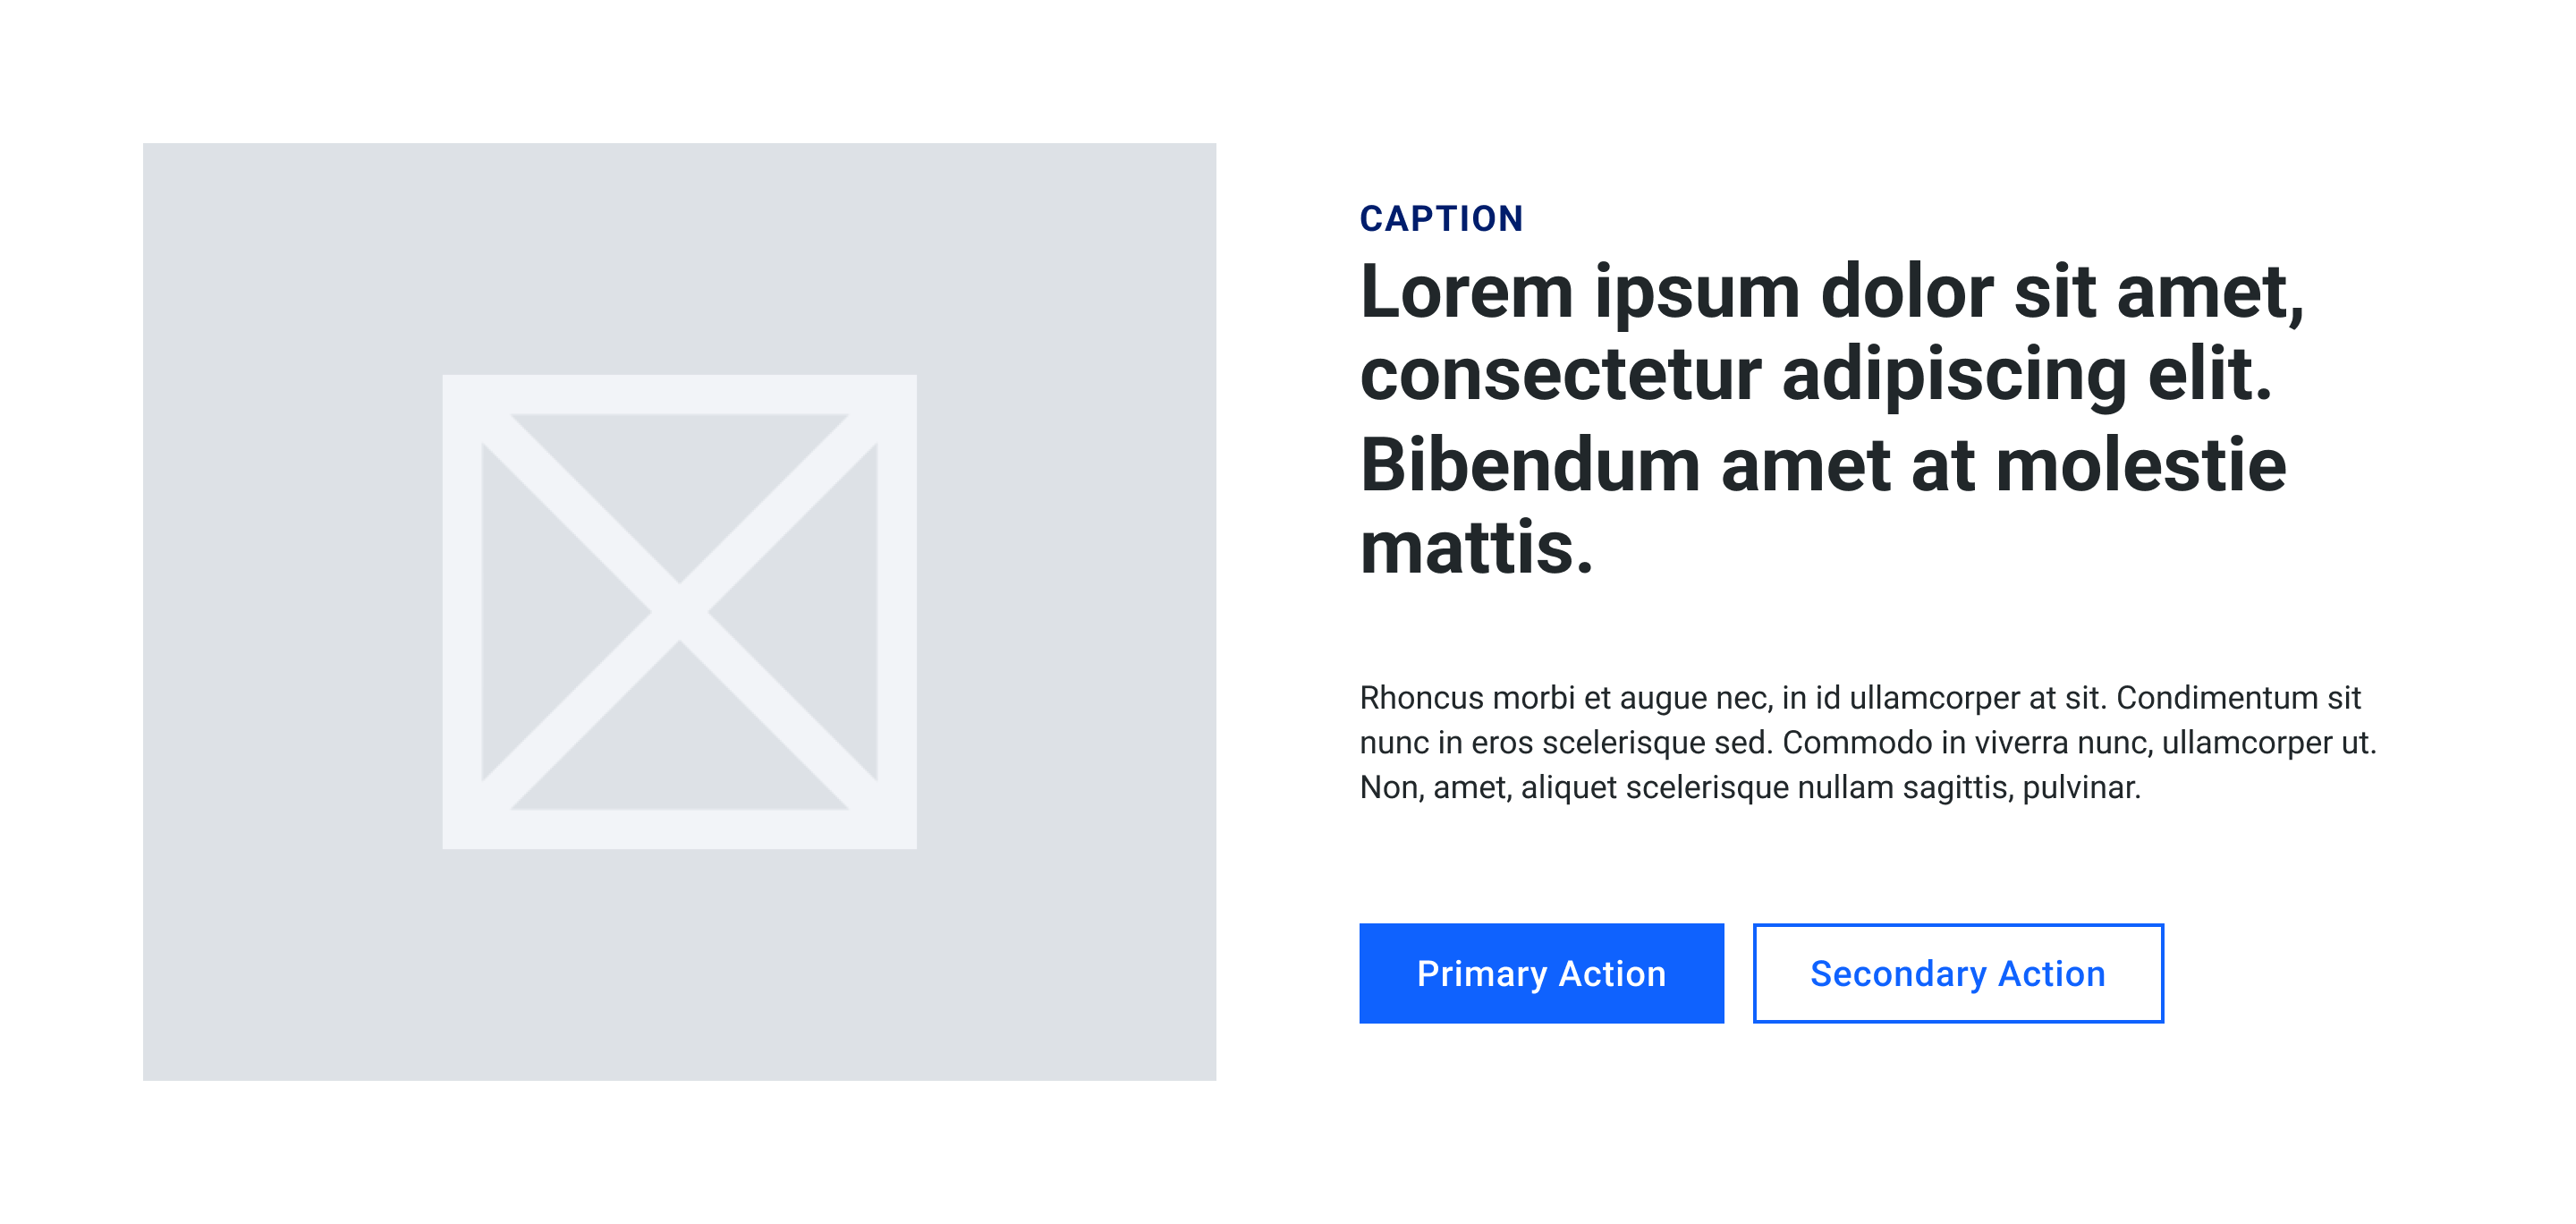 CAPTION
Lorem ipsum dolor sit amet,
consectetur adipiscing elit.
Bibendum amet at molestie
mattis.
Rhoncus morbi et augue nec, in id ullamcorper at sit. Condimentum sit
nunc in eros scelerisque sed. Commodo in viverra nunc, ullamcorper ut.
Non, amet, aliquet scelerisque nullam sagittis, pulvinar.
Primary Action
Secondary Action